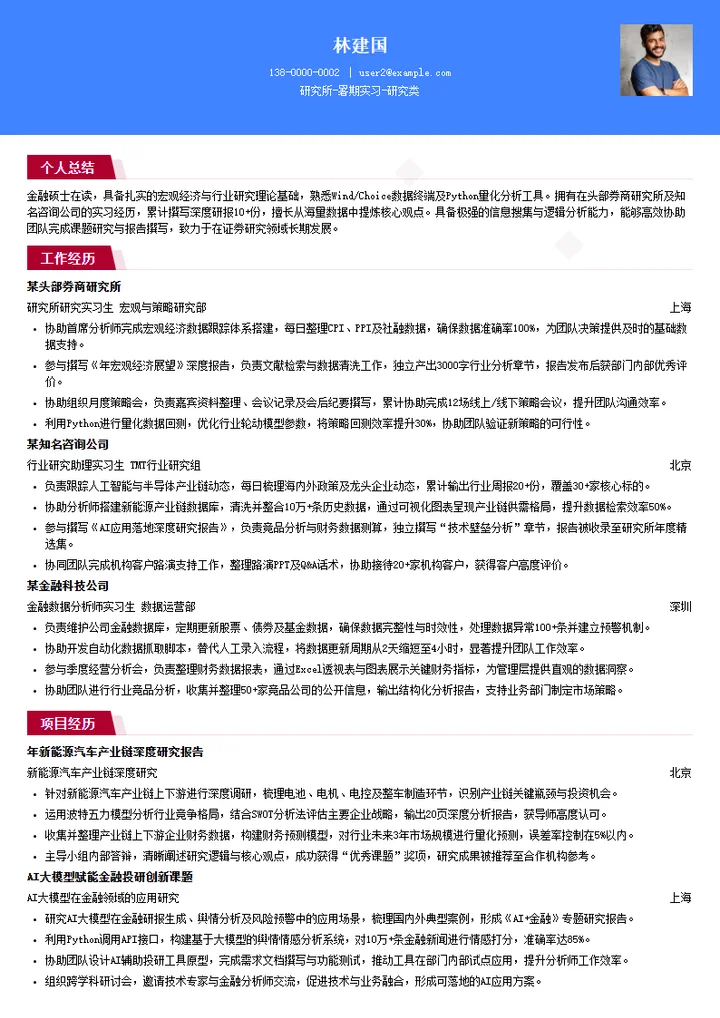 林建国
138-0000-0002 | user2@example.com
研究所-暑期实习-研究类
个人总结
金融硕士在读，具备扎实的宏观经济与行业研究理论基础，熟悉Wind/Choice数据终端及Python量化分析工具。拥有在头部券商研究所及知
名咨询公司的实习经历，累计撰写深度研报10+份，擅长从海量数据中提炼核心观点。具备极强的信息搜集与逻辑分析能力，能够高效协助
团队完成课题研究与报告撰写，致力于在证券研究领域长期发展。
工作经历
某头部券商研究所
研究所研究实习生 宏观与策略研究部 上海
• 协助首席分析师完成宏观经济数据跟踪体系搭建，每日整理CPI、PPI及社融数据，确保数据准确率100%，为团队决策提供及时的基础数
据支持。
• 参与撰写《年宏观经济展望》深度报告，负责文献检索与数据清洗工作，独立产出3000字行业分析章节，报告发布后获部门内部优秀评
价。
• 协助组织月度策略会，负责嘉宾资料整理、会议记录及会后纪要撰写，累计协助完成12场线上/线下策略会议，提升团队沟通效率。
• 利用Python进行量化数据回测，优化行业轮动模型参数，将策略回测效率提升30%，协助团队验证新策略的可行性。
某知名咨询公司
行业研究助理实习生 TMT行业研究组 北京
• 负责跟踪人工智能与半导体产业链动态，每日梳理海内外政策及龙头企业动态，累计输出行业周报20+份，覆盖30+家核心标的。
• 协助分析师搭建新能源产业链数据库，清洗并整合10万+条历史数据，通过可视化图表呈现产业链供需格局，提升数据检索效率50%。
• 参与撰写《AI应用落地深度研究报告》，负责竞品分析与财务数据测算，独立撰写“技术壁垒分析”章节，报告被收录至研究所年度精
选集。
• 协同团队完成机构客户路演支持工作，整理路演PPT及Q&A话术，协助接待20+家机构客户，获得客户高度评价。
某金融科技公司
金融数据分析师实习生 数据运营部 深圳
• 负责维护公司金融数据库，定期更新股票、债券及基金数据，确保数据完整性与时效性，处理数据异常100+条并建立预警机制。
• 协助开发自动化数据抓取脚本，替代人工录入流程，将数据更新周期从2天缩短至4小时，显著提升团队工作效率。
• 参与季度经营分析会，负责整理财务数据报表，通过Excel透视表与图表展示关键财务指标，为管理层提供直观的数据洞察。
• 协助团队进行行业竞品分析，收集并整理50+家竞品公司的公开信息，输出结构化分析报告，支持业务部门制定市场策略。
项目经历
年新能源汽车产业链深度研究报告
新能源汽车产业链深度研究 北京
• 针对新能源汽车产业链上下游进行深度调研，梳理电池、电机、电控及整车制造环节，识别产业链关键瓶颈与投资机会。
• 运用波特五力模型分析行业竞争格局，结合SWOT分析法评估主要企业战略，输出20页深度分析报告，获导师高度认可。
• 收集并整理产业链上下游企业财务数据，构建财务预测模型，对行业未来3年市场规模进行量化预测，误差率控制在5%以内。
• 主导小组内部答辩，清晰阐述研究逻辑与核心观点，成功获得“优秀课题”奖项，研究成果被推荐至合作机构参考。
AI大模型赋能金融投研创新课题
AI大模型在金融领域的应用研究 上海
• 研究AI大模型在金融研报生成、舆情分析及风险预警中的应用场景，梳理国内外典型案例，形成《AI+金融》专题研究报告。
• 利用Python调用API接口，构建基于大模型的舆情情感分析系统，对10万+条金融新闻进行情感打分，准确率达85%。
• 协助团队设计AI辅助投研工具原型，完成需求文档撰写与功能测试，推动工具在部门内部试点应用，提升分析师工作效率。
• 组织跨学科研讨会，邀请技术专家与金融分析师交流，促进技术与业务融合，形成可落地的AI应用方案。